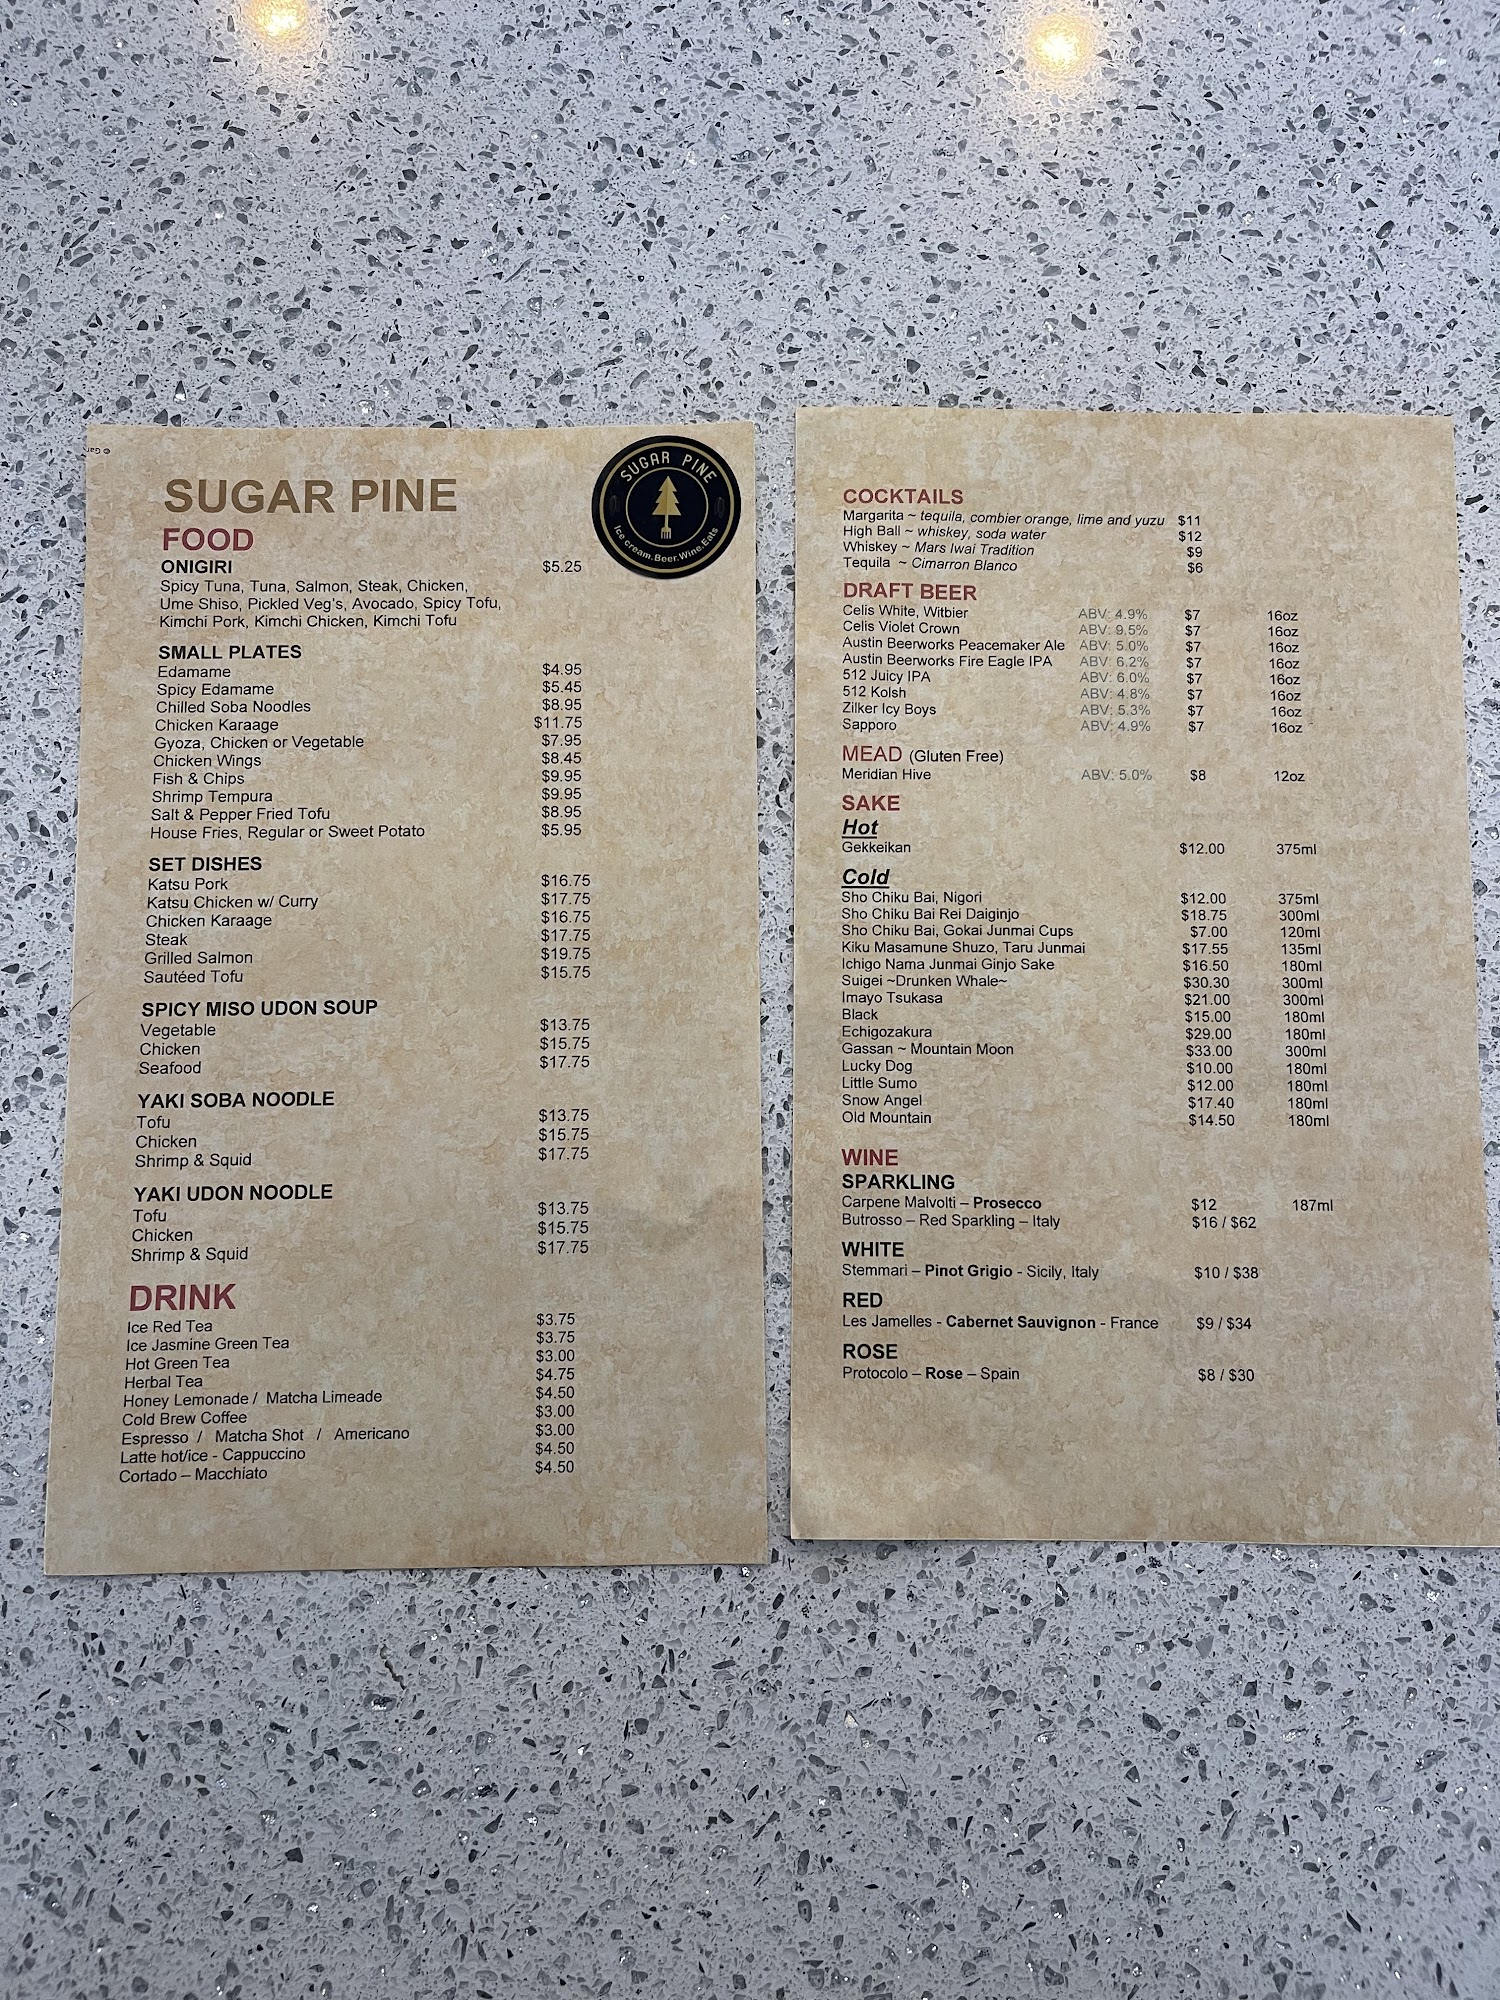 SUGAR PINE
SUGAR PINE
Ice cream.Beer.Wine.Eats
FOOD
ONIGIRI $5.25
Spicy Tuna, Tuna, Salmon, Steak, Chicken,
Ume Shiso, Pickled Veg's, Avocado, Spicy Tofu,
Kimchi Pork, Kimchi Chicken, Kimchi Tofu
SMALL PLATES
Edamame $4.95
Spicy Edamame $5.45
Chilled Soba Noodles $8.95
Chicken Karaage $11.75
Gyoza, Chicken or Vegetable $7.95
Chicken Wings $8.45
Fish & Chips $9.95
Shrimp Tempura $9.95
Salt & Pepper Fried Tofu $8.95
House Fries, Regular or Sweet Potato $5.95
SET DISHES
Katsu Pork $16.75
Katsu Chicken w/ Curry $17.75
Chicken Karaage $16.75
Steak $17.75
Grilled Salmon $19.75
Sautéed Tofu $15.75
SPICY MISO UDON SOUP
Vegetable $13.75
Chicken $15.75
Seafood $17.75
YAKI SOBA NOODLE
Tofu $13.75
Chicken $15.75
Shrimp & Squid $17.75
YAKI UDON NOODLE
Tofu $13.75
Chicken $15.75
Shrimp & Squid $17.75
DRINK
Ice Red Tea $3.75
Ice Jasmine Green Tea $3.75
Hot Green Tea $3.00
Herbal Tea $4.75
Honey Lemonade / Matcha Limeade $4.50
Cold Brew Coffee $3.00
Espresso / Matcha Shot / Americano $3.00
Latte hot/ice - Cappuccino $4.50
Cortado – Macchiato $4.50
COCKTAILS
Margarita ~ tequila, combier orange, lime and yuzu $11
High Ball ~ whiskey, soda water $12
Whiskey ~ Mars Iwai Tradition $9
Tequila ~ Cimarron Blanco $6
DRAFT BEER
Celis White, Witbier ABV: 4.9% $7 16oz
Celis Violet Crown ABV: 9.5% $7 16oz
Austin Beerworks Peacemaker Ale ABV: 5.0% $7 16oz
Austin Beerworks Fire Eagle IPA ABV: 6.2% $7 16oz
512 Juicy IPA ABV: 6.0% $7 16oz
512 Kolsh ABV: 4.8% $7 16oz
Zilker Icy Boys ABV: 5.3% $7 16oz
Sapporo ABV: 4.9% $7 16oz
MEAD (Gluten Free)
Meridian Hive ABV: 5.0% $8 12oz
SAKE
Hot
Gekkeikan $12.00 375ml
Cold
Sho Chiku Bai, Nigori $12.00 375ml
Sho Chiku Bai Rei Daiginjo $18.75 300ml
Sho Chiku Bai, Gokai Junmai Cups $7.00 120ml
Kiku Masamune Shuzo, Taru Junmai $17.55 135ml
Ichigo Nama Junmai Ginjo Sake $16.50 180ml
Suigei ~Drunken Whale~ $30.30 300ml
Imayo Tsukasa $21.00 300ml
Black $15.00 180ml
Echigozakura $29.00 180ml
Gassan ~ Mountain Moon $33.00 300ml
Lucky Dog $10.00 180ml
Little Sumo $12.00 180ml
Snow Angel $17.40 180ml
Old Mountain $14.50 180ml
WINE
SPARKLING
Carpene Malvolti – Prosecco $12 187ml
Butrosso – Red Sparkling – Italy $16 / $62
WHITE
Stemmari – Pinot Grigio - Sicily, Italy $10 / $38
RED
Les Jamelles - Cabernet Sauvignon - France $9 / $34
ROSE
Protocolo – Rose – Spain $8 / $30